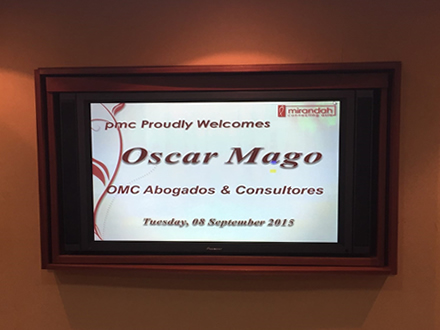 mirandah
pmc Proudly Welcomes
Oscar Mago
OMC Abogados & Consultores
Tuesday, 08 September 2015